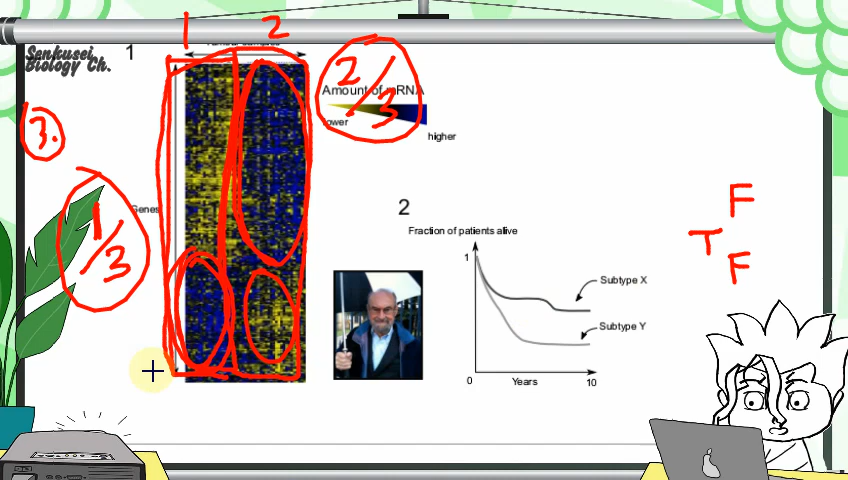 1 2
Sankusei
Biology Ch.
1
2/3
Amount of mRNA
lower
higher
3.
Genes
1/3
2
Fraction of patients alive
1
Subtype X
Subtype Y
0
Years
10
F
T
F